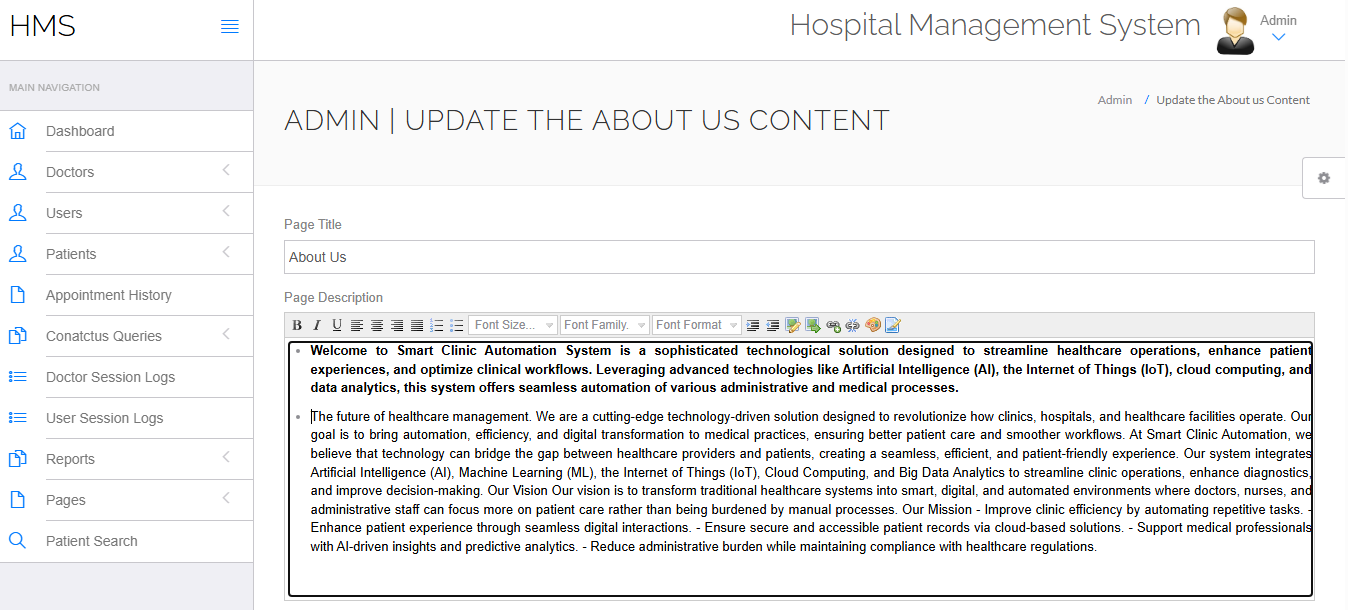 HMS
Hospital Management System
Admin
MAIN NAVIGATION
Dashboard
Doctors
Users
Patients
Appointment History
Conatctus Queries
Doctor Session Logs
User Session Logs
Reports
Pages
Patient Search
ADMIN | UPDATE THE ABOUT US CONTENT
Admin / Update the About us Content
Page Title
About Us
Page Description
B I U Font Size... Font Family. Font Format
Welcome to Smart Clinic Automation System is a sophisticated technological solution designed to streamline healthcare operations, enhance patient
experiences, and optimize clinical workflows. Leveraging advanced technologies like Artificial Intelligence (AI), the Internet of Things (IoT), cloud computing, and
data analytics, this system offers seamless automation of various administrative and medical processes.
The future of healthcare management. We are a cutting-edge technology-driven solution designed to revolutionize how clinics, hospitals, and healthcare facilities operate. Our
goal is to bring automation, efficiency, and digital transformation to medical practices, ensuring better patient care and smoother workflows. At Smart Clinic Automation, we
believe that technology can bridge the gap between healthcare providers and patients, creating a seamless, efficient, and patient-friendly experience. Our system integrates
Artificial Intelligence (AI), Machine Learning (ML), the Internet of Things (IoT), Cloud Computing, and Big Data Analytics to streamline clinic operations, enhance diagnostics,
and improve decision-making. Our Vision Our vision is to transform traditional healthcare systems into smart, digital, and automated environments where doctors, nurses, and
administrative staff can focus more on patient care rather than being burdened by manual processes. Our Mission - Improve clinic efficiency by automating repetitive tasks. -
Enhance patient experience through seamless digital interactions. - Ensure secure and accessible patient records via cloud-based solutions. - Support medical professionals
with AI-driven insights and predictive analytics. - Reduce administrative burden while maintaining compliance with healthcare regulations.